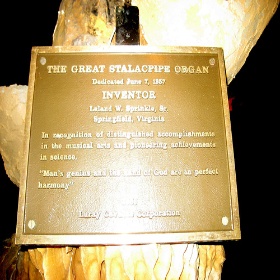 THE GREAT STALACPIPE ORGAN
Dedicated June 7, 1957
INVENTOR
Leland W. Sprinkle, Sr.
Springfield, Virginia
In recognition of distinguished accomplishments
in the musical arts and pioneering achievements
in science.
"Man's genius and the hand of God are in perfect
harmony"
Luray Caverns Corporation